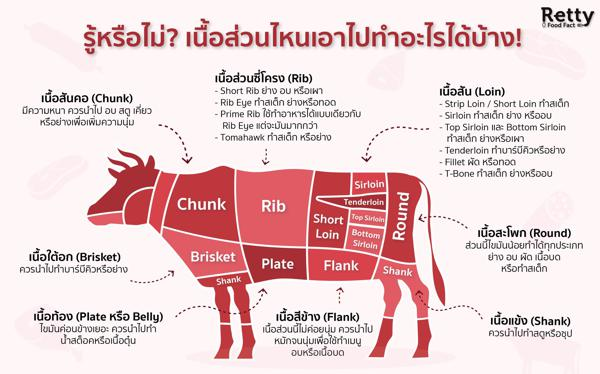 Retty
Food Fact
รู้หรือไม่? เนื้อส่วนไหนเอาไปทำอะไรได้บ้าง!
เนื้อสันคอ (Chunk)
มีความหนา ควรนำไป อบ สตู เคี่ยว
หรือย่างเพื่อเพิ่มความนุ่ม
เนื้อส่วนซี่โครง (Rib)
- Short Rib ย่าง อบ หรือเผา
- Rib Eye ทำสเต็ก ย่างหรือทอด
- Prime Rib ใช้ทำอาหารได้แบบเดียวกับ
Rib Eye แต่จะมันมากกว่า
- Tomahawk ทำสเต็ก หรือย่าง
เนื้อสัน (Loin)
- Strip Loin / Short Loin ทำสเต็ก
- Sirloin ทำสเต็ก ย่าง หรืออบ
- Top Sirloin และ Bottom Sirloin
ทำสเต็ก ย่างหรือเผา
- Tenderloin ทำบาร์บีคิวหรือย่าง
- Fillet ผัด หรือทอด
- T-Bone ทำสเต็ก ย่างหรืออบ
Chunk
Rib
Short
Loin
Sirloin
Tenderloin
Top Sirloin
Bottom
Sirloin
Round
Brisket
Shank
Plate
Flank
Shank
เนื้อสะโพก (Round)
ส่วนนี้ไขมันน้อยทำได้ทุกประเภท
ย่าง อบ ผัด เนื้อบด
หรือทำสเต็ก
เนื้อใต้อก (Brisket)
ควรนำไปทำบาร์บีคิวหรือย่าง
เนื้อท้อง (Plate หรือ Belly)
ไขมันค่อนข้างเยอะ ควรนำไปทำ
น้ำสต็อคหรือเนื้อตุ๋น
เนื้อสีข้าง (Flank)
เนื้อส่วนนี้ไม่ค่อยนุ่ม ควรนำไป
หมักจนนุ่มเพื่อใช้ทำเมนู
อบหรือเนื้อบด
เนื้อแข้ง (Shank)
ควรนำไปทำสตูหรือซุป